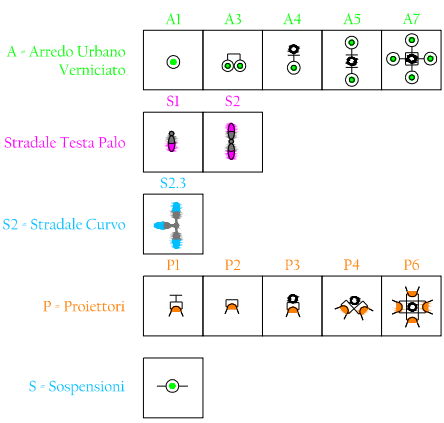 A1 A3 A4 A5 A7
A = Arredo Urbano
Verniciato
S1 S2
Stradale Testa Palo
S2.3
S2 = Stradale Curvo
P1 P2 P3 P4 P6
P = Proiettori
S = Sospensioni